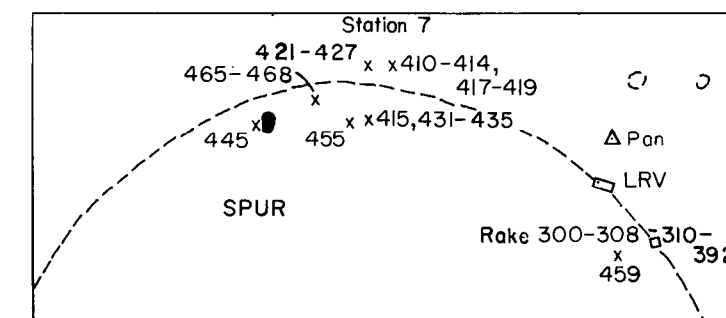 Station 7
421-427
x x410-414,
465-468
417-419
x
445 x
455 x x415,431-435
Pan
LRV
SPUR
Rake 300-308 -310-
392
x
459